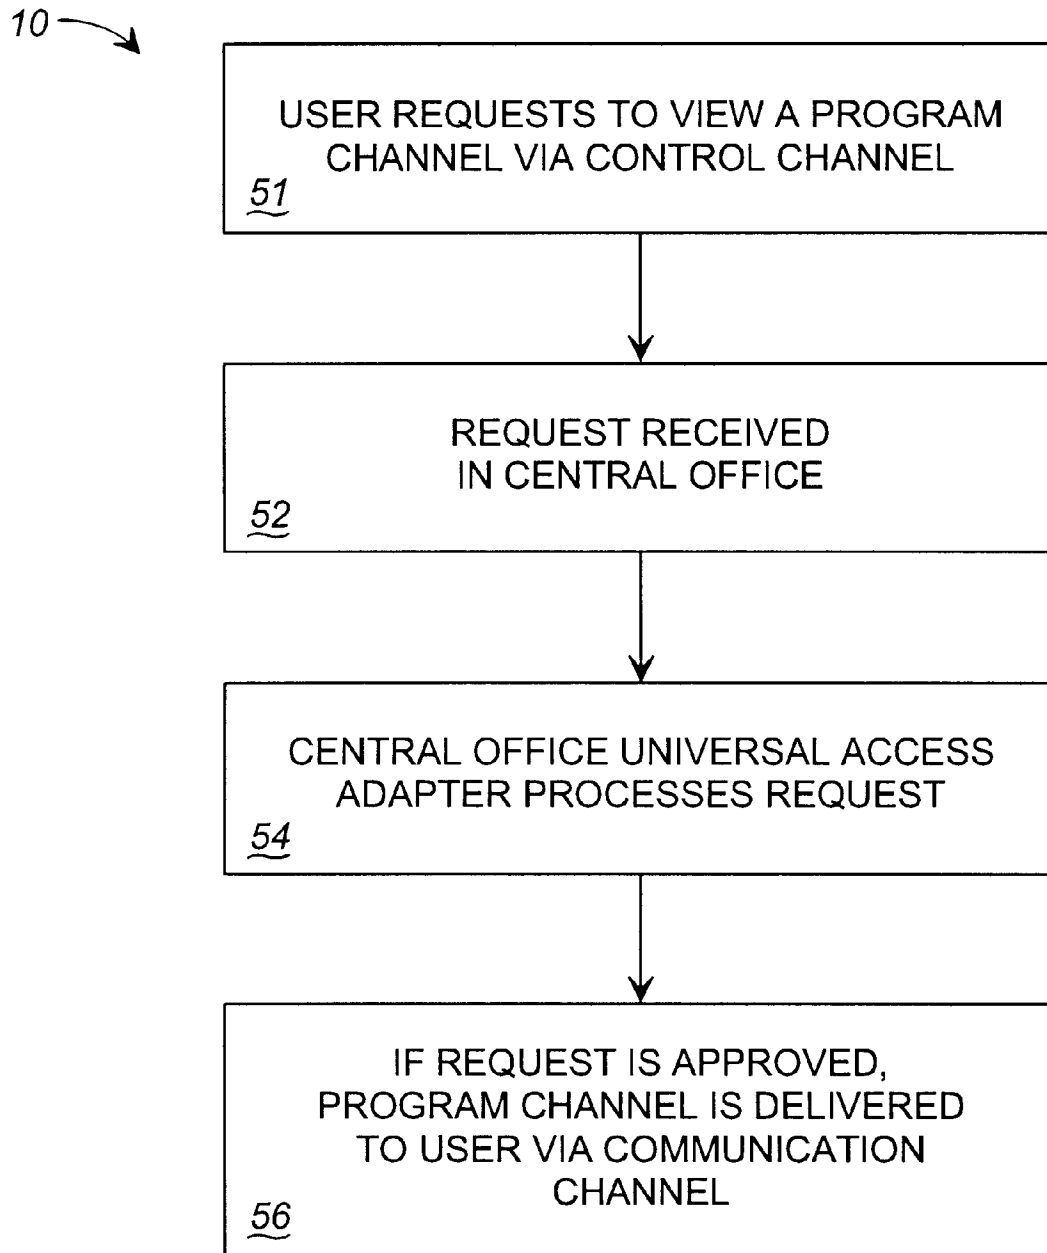 10
USER REQUESTS TO VIEW A PROGRAM
CHANNEL VIA CONTROL CHANNEL
51
REQUEST RECEIVED
IN CENTRAL OFFICE
52
CENTRAL OFFICE UNIVERSAL ACCESS
ADAPTER PROCESSES REQUEST
54
IF REQUEST IS APPROVED,
PROGRAM CHANNEL IS DELIVERED
TO USER VIA COMMUNICATION
CHANNEL
56